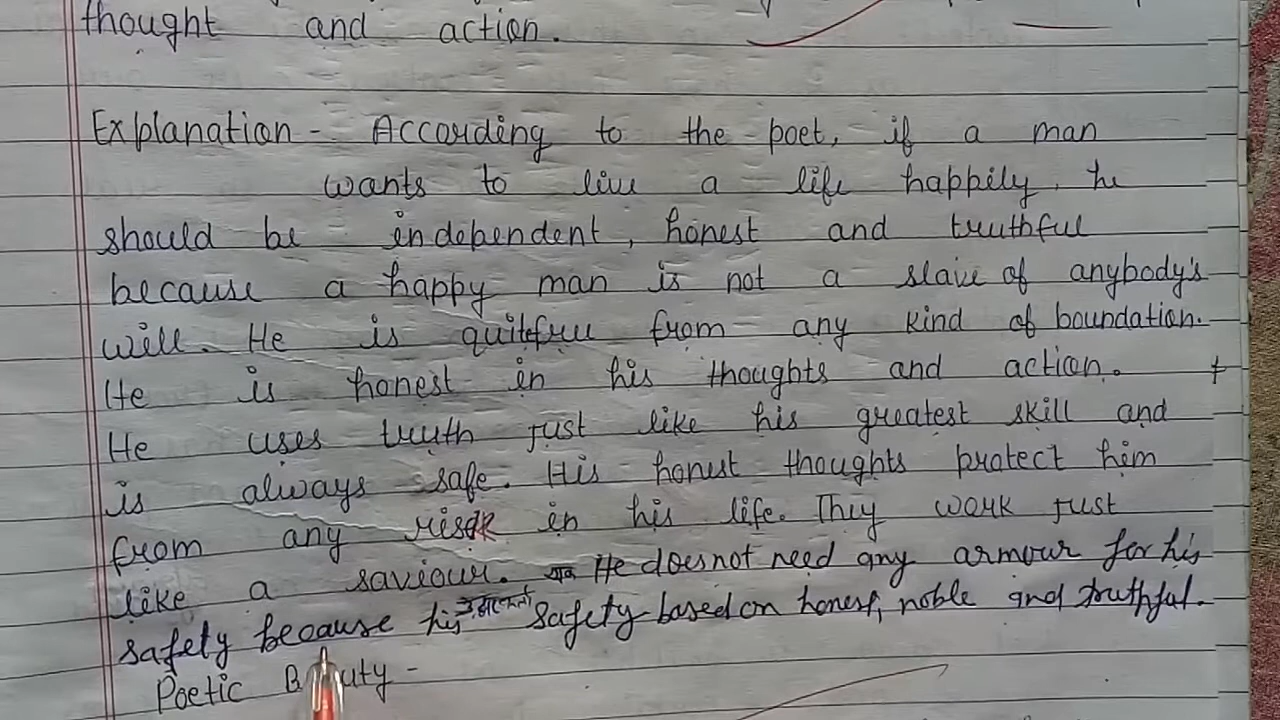 thought and action.
Explanation - According to the poet, if a man
wants to live a life happily, he
should be independent, honest and truthful
because a happy man is not a slave of anybody's
will. He is quite free from any kind of boundation.
He is honest in his thoughts and action.
He uses truth just like his greatest skill and
is always safe. His honest thoughts protect him
from any risk in his life. They work just
like a saviour. He does not need any armour for his
safety because his safety based on honest, noble and truthful.
Poetic